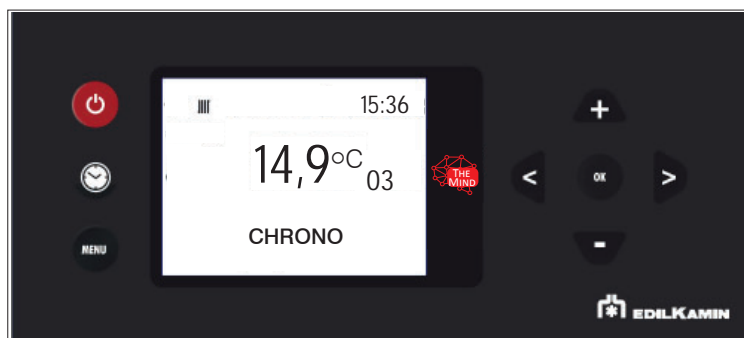 15:36
14,9°C
03
THE
MIND
OK
MENU
CHRONO
EDILKAMIN